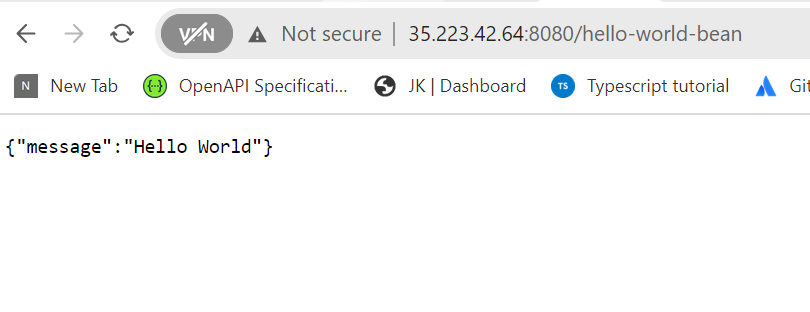 VPN Not secure 35.223.42.64:8080/hello-world-bean
N New Tab {··} OpenAPI Specificati... JK | Dashboard TS Typescript tutorial Git
{"message":"Hello World"}